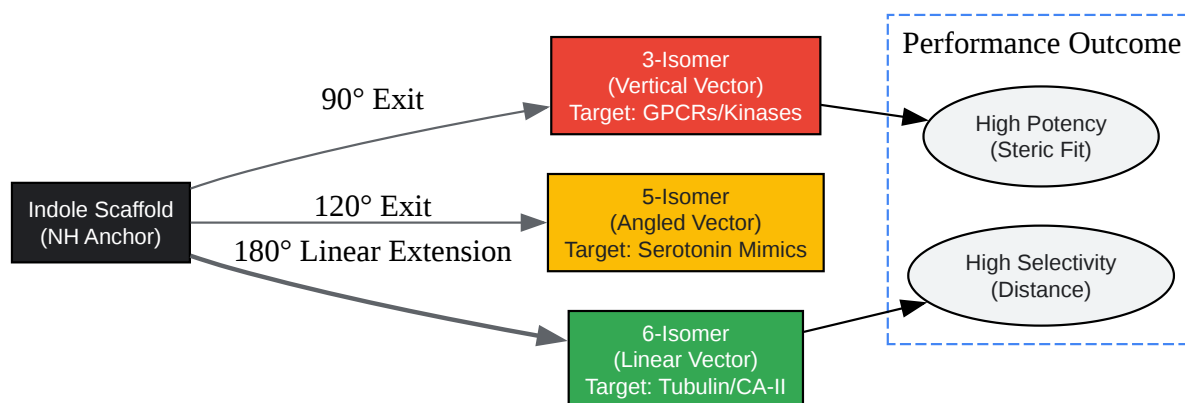 Performance Outcome
3-Isomer
(Vertical Vector)
Target: GPCRs/Kinases
90° Exit
High Potency
(Steric Fit)
Indole Scaffold
(NH Anchor)
120° Exit
5-Isomer
(Angled Vector)
Target: Serotonin Mimics
180° Linear Extension
High Selectivity
(Distance)
6-Isomer
(Linear Vector)
Target: Tubulin/CA-II